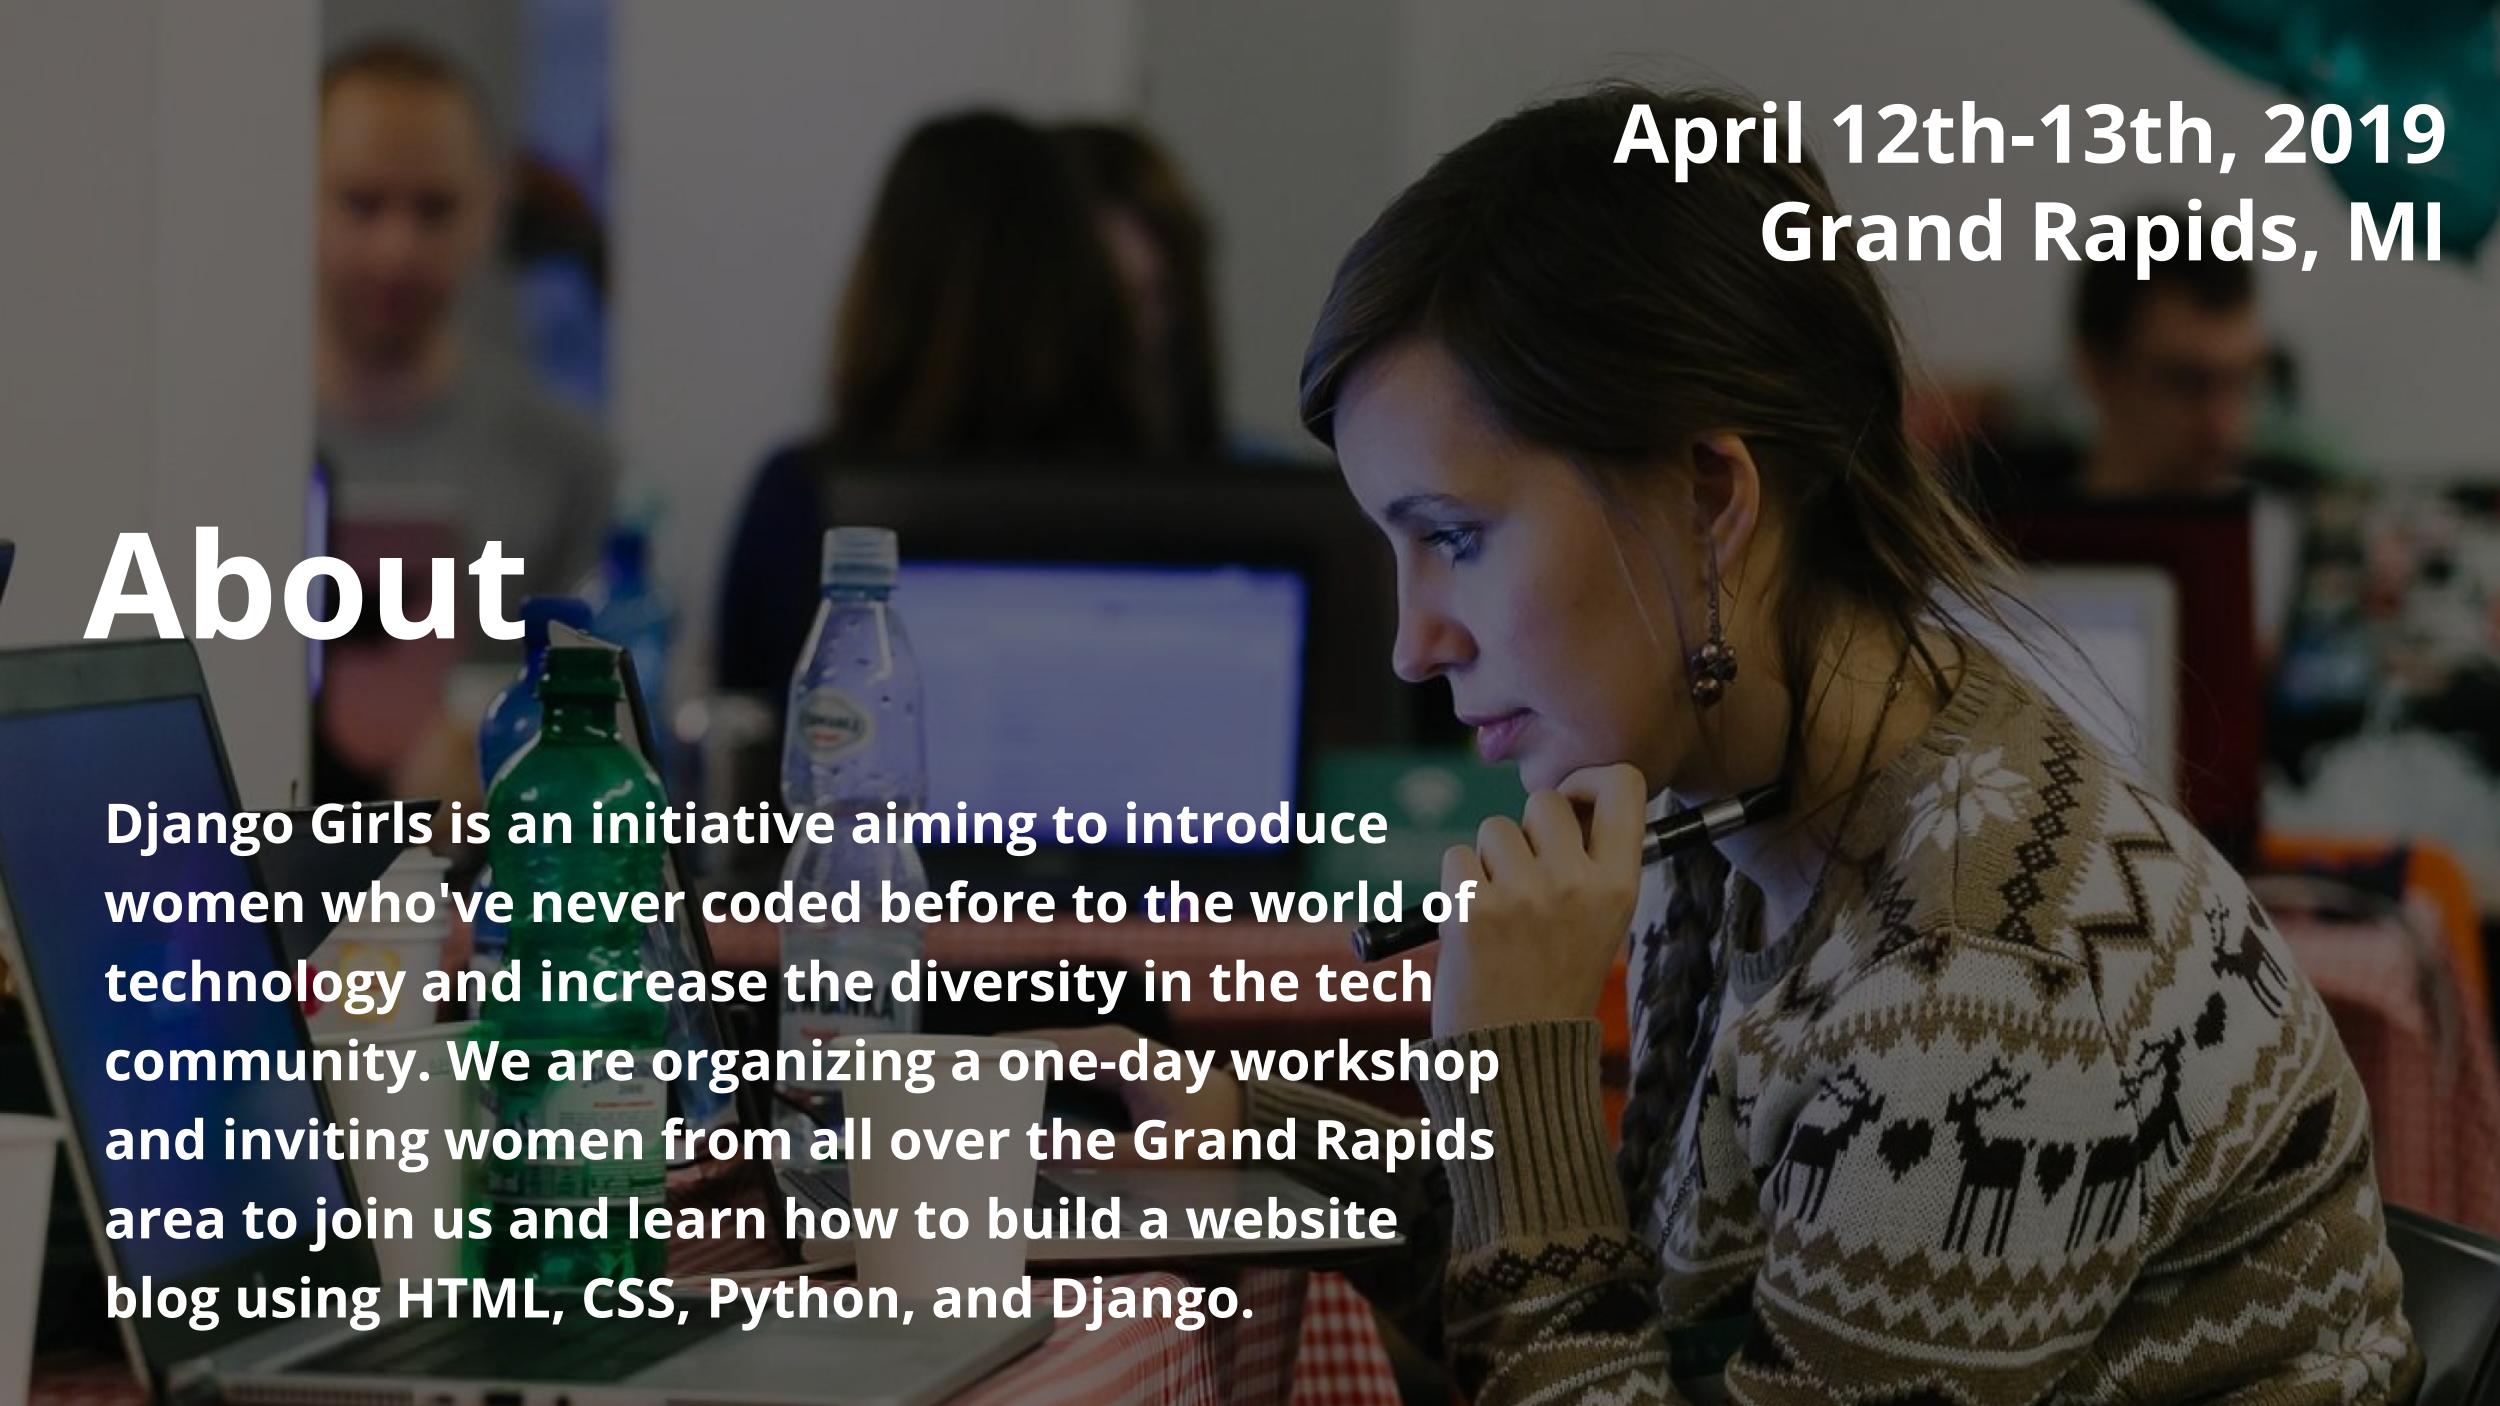 April 12th-13th, 2019
Grand Rapids, MI
About
Django Girls is an initiative aiming to introduce
women who've never coded before to the world of
technology and increase the diversity in the tech
community. We are organizing a one-day workshop
and inviting women from all over the Grand Rapids
area to join us and learn how to build a website
blog using HTML, CSS, Python, and Django.